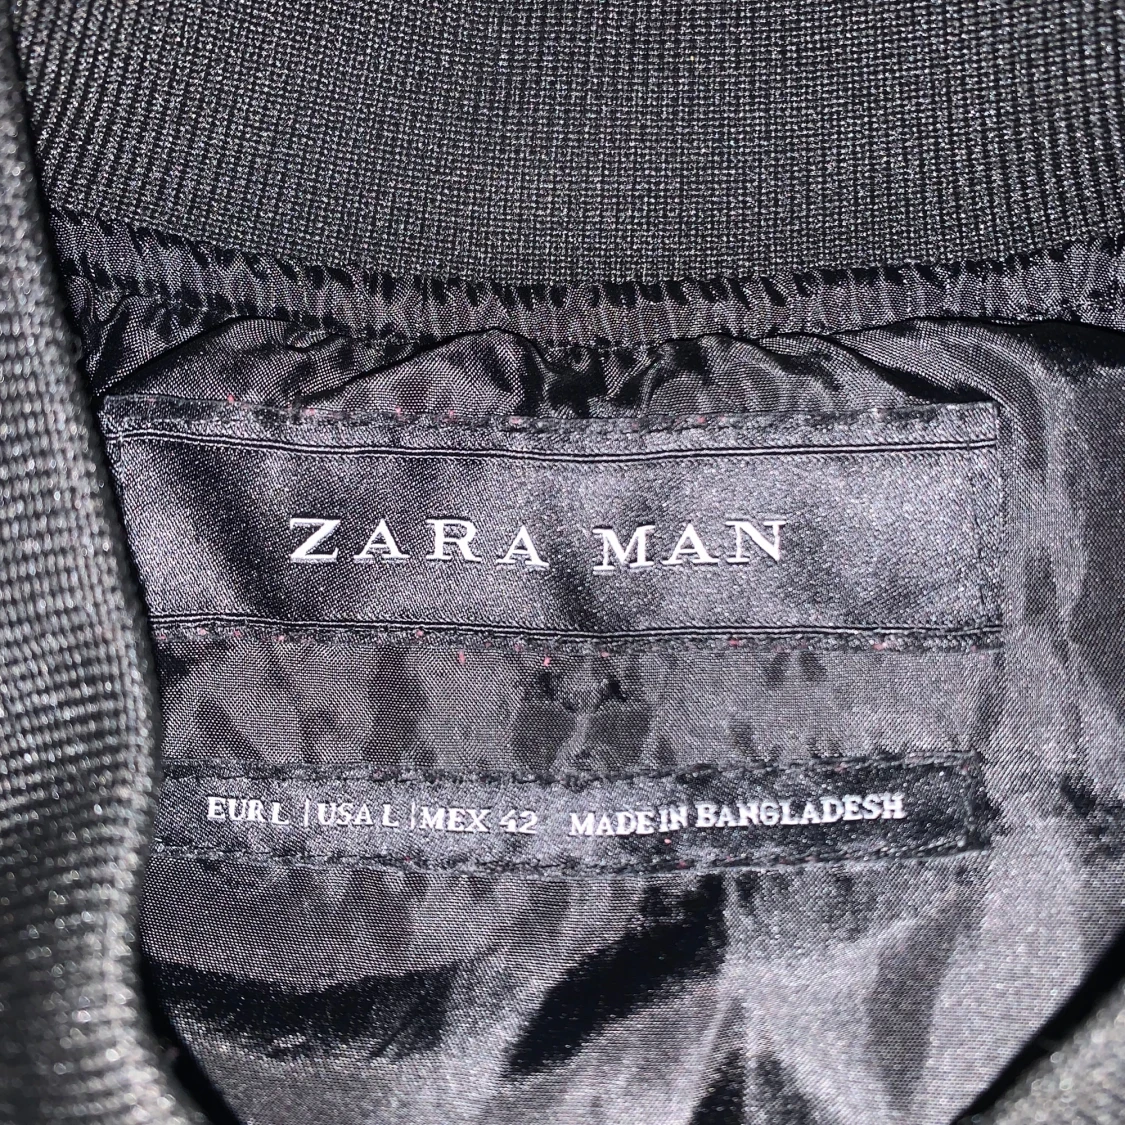 ZARA MAN
EUR L | USA L | MEX 42 MADE IN BANGLADESH